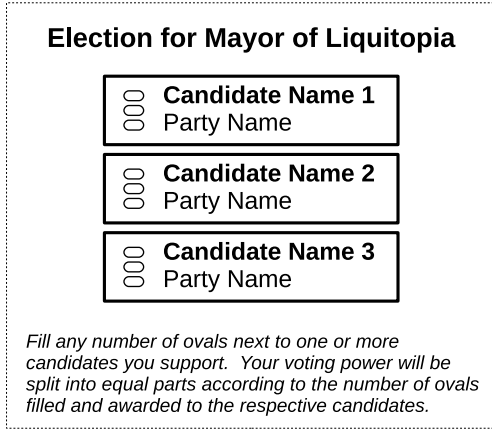 Election for Mayor of Liquitopia
Candidate Name 1
Party Name
Candidate Name 2
Party Name
Candidate Name 3
Party Name
Fill any number of ovals next to one or more
candidates you support.  Your voting power will be
split into equal parts according to the number of ovals
filled and awarded to the respective candidates.